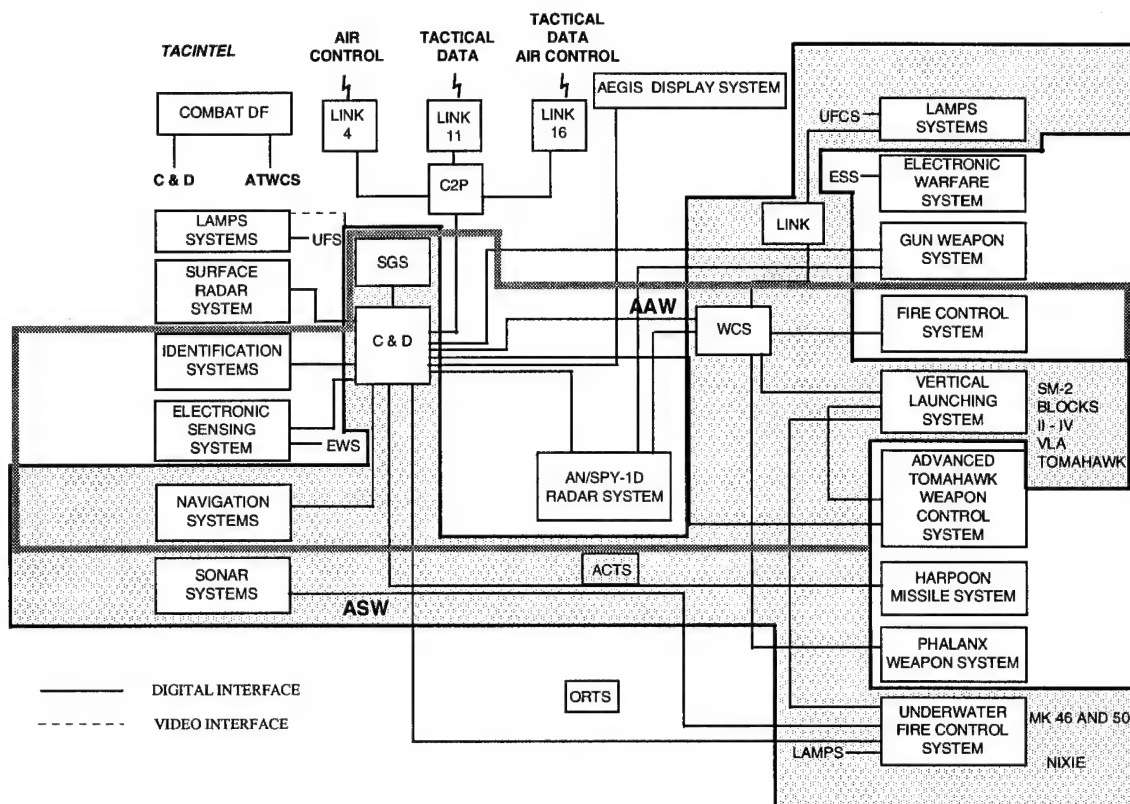 TACINTEL
AIR
CONTROL
TACTICAL
DATA
TACTICAL
DATA
AIR CONTROL
COMBAT DF
C & D
ATWCS
LINK
4
LINK
11
LINK
16
C2P
AEGIS DISPLAY SYSTEM
UFCS
LAMPS
SYSTEMS
ESS
ELECTRONIC
WARFARE
SYSTEM
LINK
GUN WEAPON
SYSTEM
LAMPS
SYSTEMS
UFS
SURFACE
RADAR
SYSTEM
SGS
AAW
C & D
WCS
FIRE CONTROL
SYSTEM
IDENTIFICATION
SYSTEMS
ELECTRONIC
SENSING
SYSTEM
EWS
VERTICAL
LAUNCHING
SYSTEM
SM-2
BLOCKS
II - IV
VLA
TOMAHAWK
AN/SPY-1D
RADAR SYSTEM
ADVANCED
TOMAHAWK
WEAPON
CONTROL
SYSTEM
NAVIGATION
SYSTEMS
SONAR
SYSTEMS
ASW
ACTS
HARPOON
MISSILE SYSTEM
PHALANX
WEAPON SYSTEM
DIGITAL INTERFACE
VIDEO INTERFACE
ORTS
UNDERWATER
FIRE CONTROL
SYSTEM
LAMPS
MK 46 AND 50
NIXIE